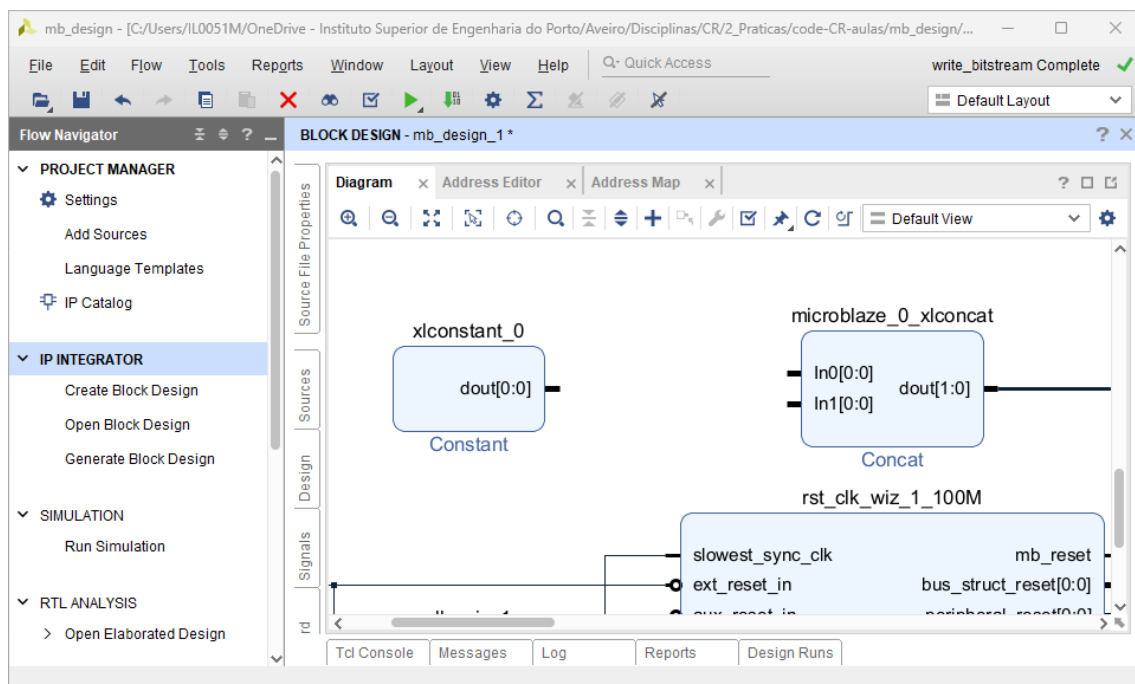 mb_design - [C:/Users/IL0051M/OneDrive - Instituto Superior de Engenharia do Porto/Aveiro/Disciplinas/CR/2_Praticas/code-CR-aulas/mb_design/...
File Edit Flow Tools Reports Window Layout View Help Q- Quick Access write_bitstream Complete
Default Layout
Flow Navigator
PROJECT MANAGER
Settings
Add Sources
Language Templates
IP Catalog
IP INTEGRATOR
Create Block Design
Open Block Design
Generate Block Design
SIMULATION
Run Simulation
RTL ANALYSIS
Open Elaborated Design
BLOCK DESIGN - mb_design_1 *
Source File Properties
Sources
Design
Signals
Diagram Address Editor Address Map
Default View
xlconstant_0
dout[0:0]
Constant
microblaze_0_xlconcat
In0[0:0]
In1[0:0]
dout[1:0]
Concat
rst_clk_wiz_1_100M
slowest_sync_clk mb_reset
ext_reset_in bus_struct_reset[0:0]
Tcl Console Messages Log Reports Design Runs